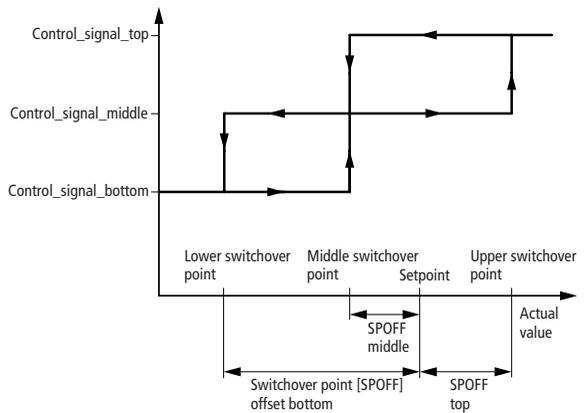 Control_signal_top
Control_signal_middle
Control_signal_bottom
Lower switchover
point
Middle switchover
point
Setpoint
Upper switchover
point
Actual
value
SPOFF
middle
Switchover point [SPOFF]
offset bottom
SPOFF
top